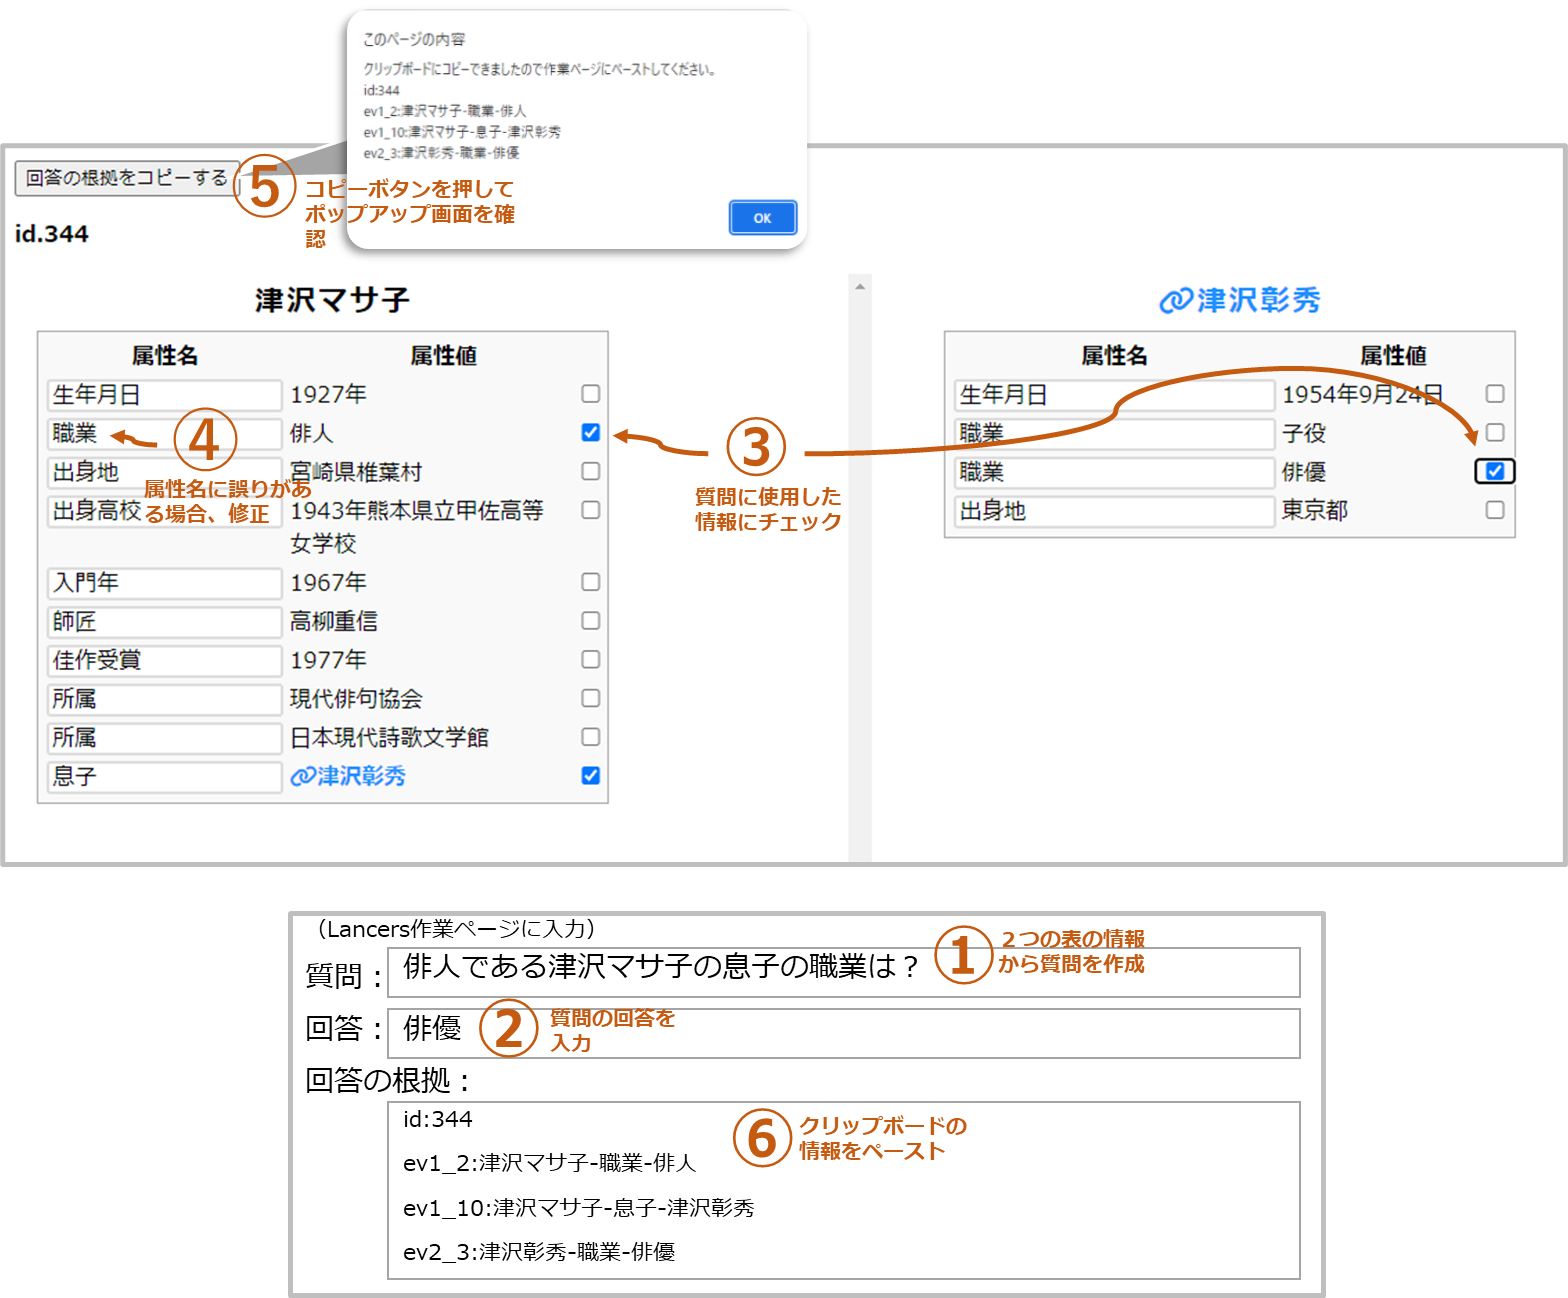 このページの内容
クリップボードにコピーできましたので作業ページにペーストしてください。
id:344
ev1_2:津沢マサ子-職業-俳人
ev1_10:津沢マサ子-息子-津沢彰秀
ev2_3:津沢彰秀-職業-俳優
OK
回答の根拠をコピーする
⑤
コピーボタンを押して
ポップアップ画面を確
認
id.344
津沢マサ子
属性名 属性値
生年月日 1927年
職業 俳人
④
属性名に誤りがあ
る場合、修正
出身地 宮崎県椎葉村
出身高校 1943年熊本県立甲佐高等
女学校
入門年 1967年
師匠 高柳重信
佳作受賞 1977年
所属 現代俳句協会
所属 日本現代詩歌文学館
息子 津沢彰秀
③
質問に使用した
情報にチェック
津沢彰秀
属性名 属性値
生年月日 1954年9月24日
職業 子役
職業 俳優
出身地 東京都
（Lancers作業ページに入力）
質問： 俳人である津沢マサ子の息子の職業は？
①
２つの表の情報
から質問を作成
回答： 俳優
②
質問の回答を
入力
回答の根拠：
id:344
ev1_2:津沢マサ子-職業-俳人
ev1_10:津沢マサ子-息子-津沢彰秀
ev2_3:津沢彰秀-職業-俳優
⑥
クリップボードの
情報をペースト